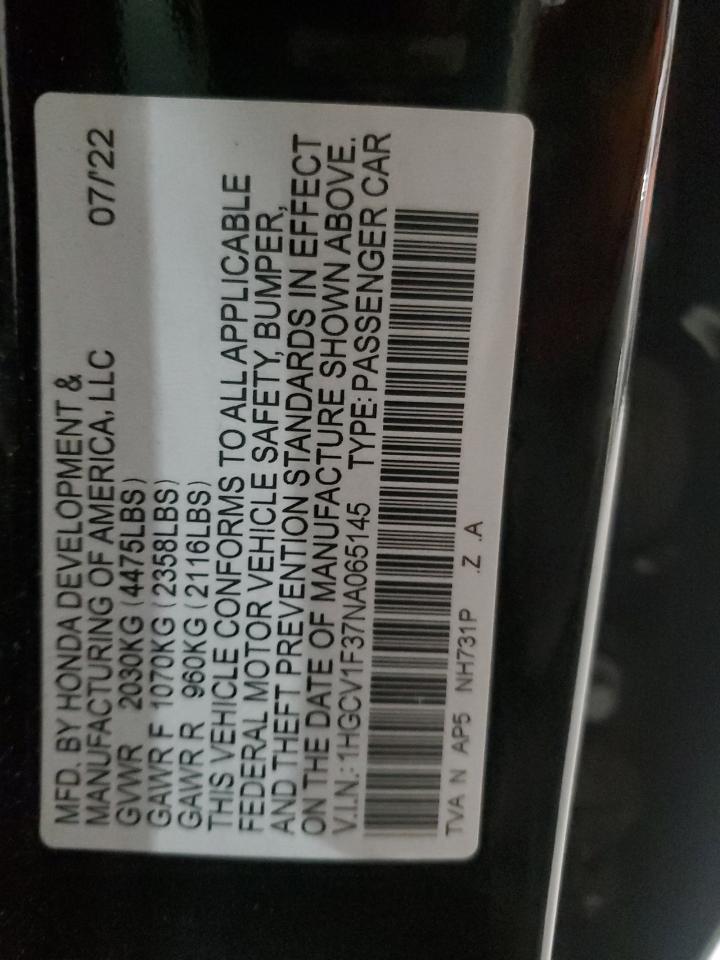 MFD. BY HONDA DEVELOPMENT &
MANUFACTURING OF AMERICA, LLC 07/'22
GVWR 2030KG (4475LBS)
GAWR F 1070KG (2358LBS)
GAWR R 960KG (2116LBS)
THIS VEHICLE CONFORMS TO ALL APPLICABLE
FEDERAL MOTOR VEHICLE SAFETY, BUMPER,
AND THEFT PREVENTION STANDARDS IN EFFECT
ON THE DATE OF MANUFACTURE SHOWN ABOVE.
V.I.N.: 1HGCV1F37NA065145 TYPE: PASSENGER CAR
TVA N AP5 NH731P .Z .A